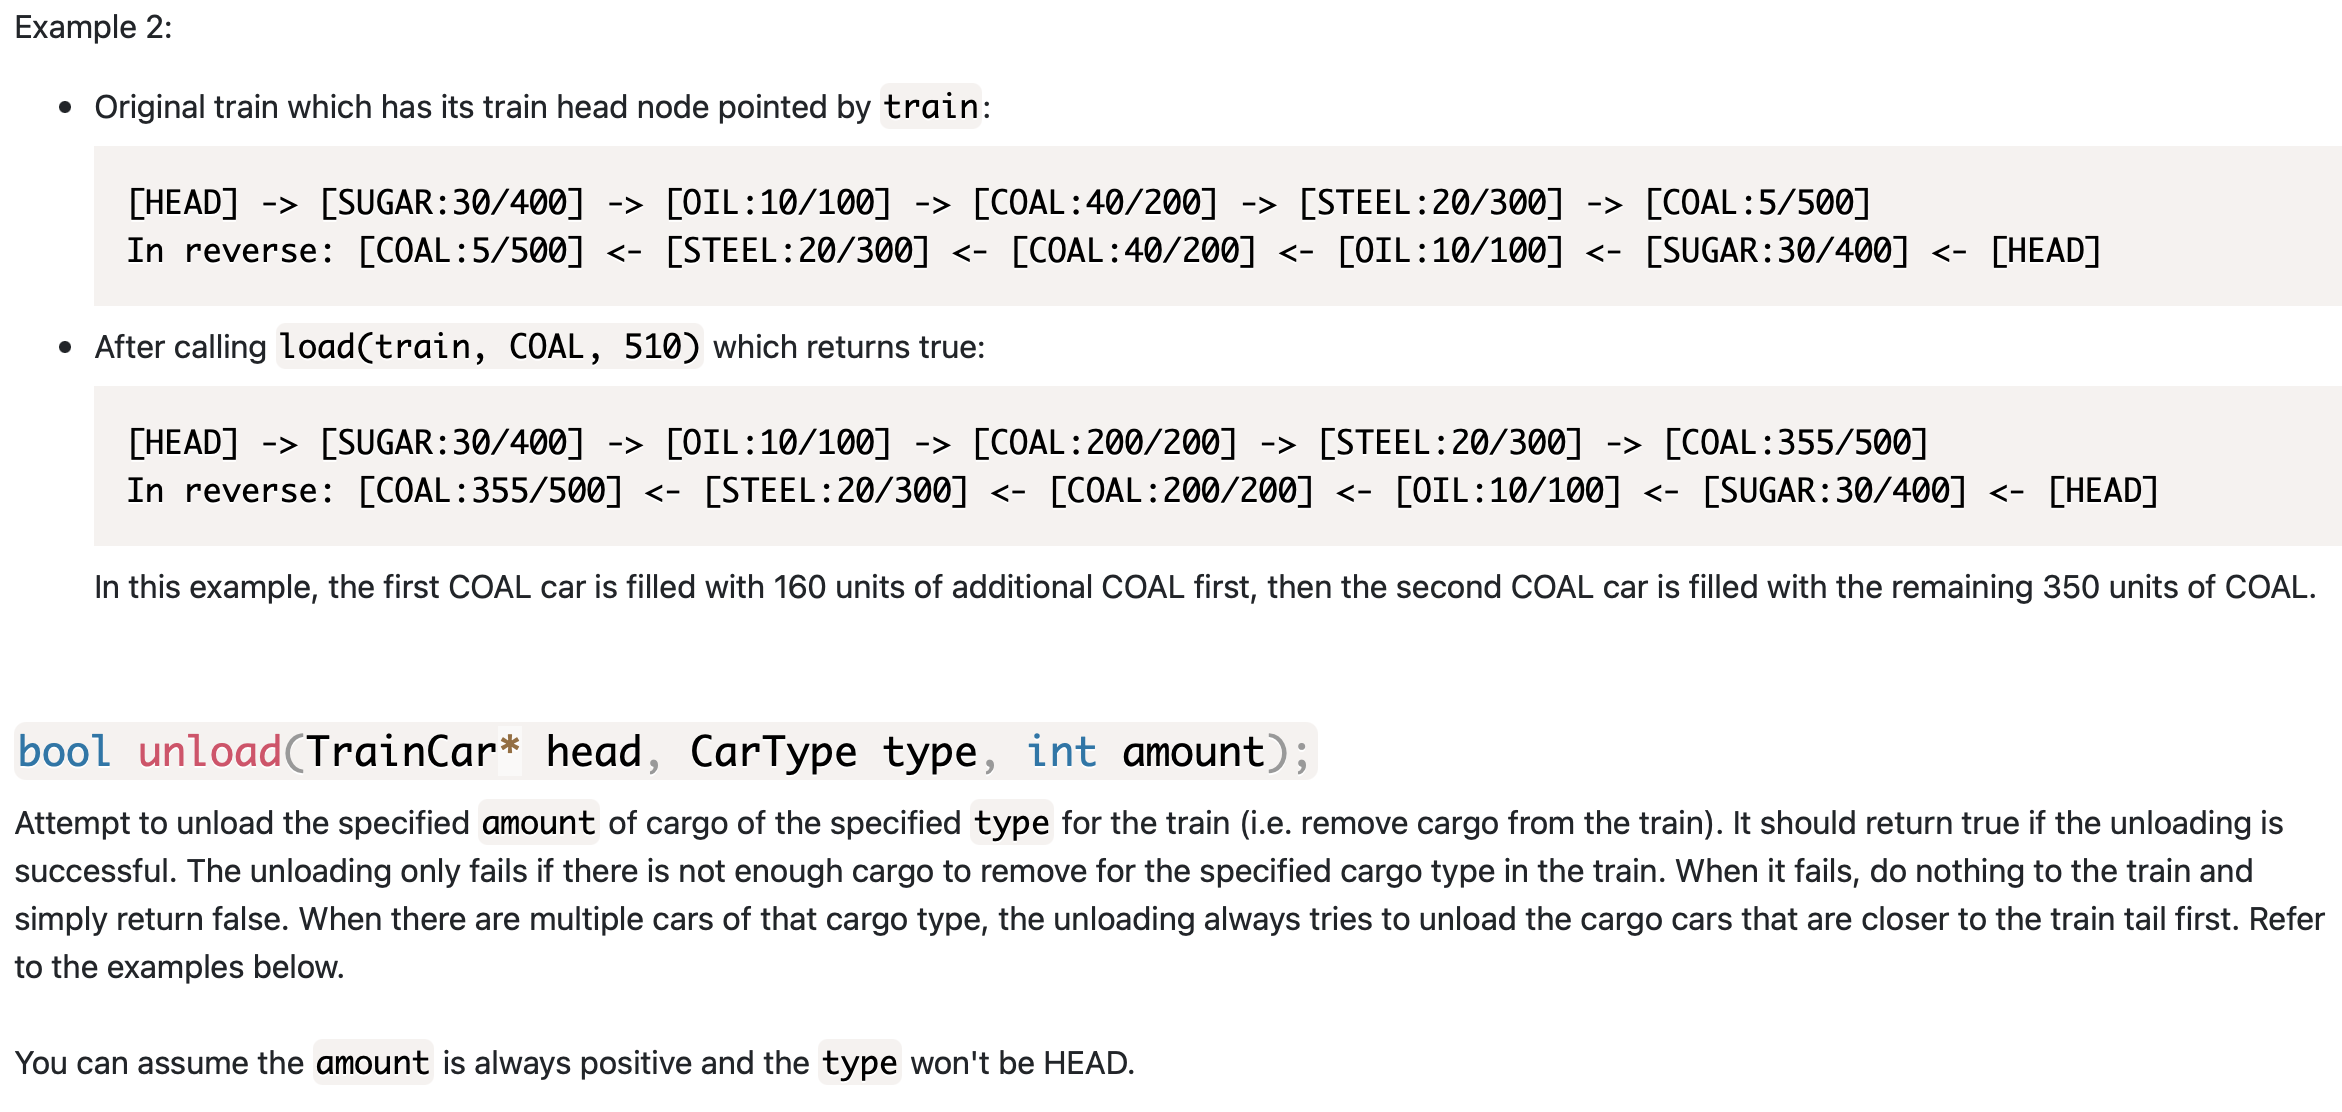 Example 2:
• Original train which has its train head node pointed by train:
[HEAD] -> [SUGAR:30/400] -> [OIL:10/100] -> [COAL:40/200] -> [STEEL:20/300] -> [COAL:5/500]
In reverse: [COAL:5/500] <- [STEEL:20/300] <- [COAL:40/200] <- [OIL:10/100] <- [SUGAR:30/400] <- [HEAD]
• After calling load(train, COAL, 510) which returns true:
[HEAD] -> [SUGAR:30/400] -> [OIL:10/100] -> [COAL:200/200] -> [STEEL:20/300] -> [COAL:355/500]
In reverse: [COAL:355/500] <- [STEEL:20/300] <- [COAL:200/200] <- [OIL:10/100] <- [SUGAR:30/400] <- [HEAD]
In this example, the first COAL car is filled with 160 units of additional COAL first, then the second COAL car is filled with the remaining 350 units of COAL.
bool unload(TrainCar* head, CarType type, int amount);
Attempt to unload the specified amount of cargo of the specified type for the train (i.e. remove cargo from the train). It should return true if the unloading is
successful. The unloading only fails if there is not enough cargo to remove for the specified cargo type in the train. When it fails, do nothing to the train and
simply return false. When there are multiple cars of that cargo type, the unloading always tries to unload the cargo cars that are closer to the train tail first. Refer
to the examples below.
You can assume the amount is always positive and the type won't be HEAD.